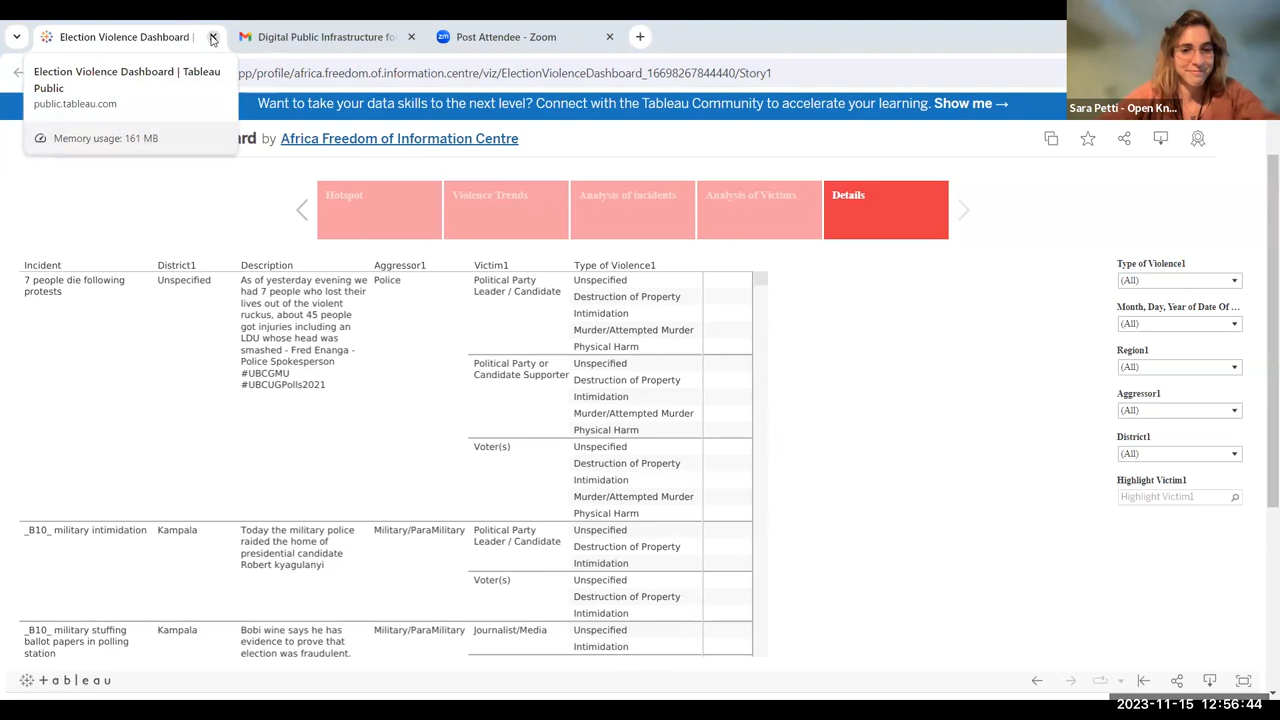 Election Violence Dashboard |
Digital Public Infrastructure fo
Post Attendee - Zoom
Election Violence Dashboard | Tableau
Public
public.tableau.com
Memory usage: 161 MB
pp/profile/africa.freedom.of.information.centre/viz/ElectionViolenceDashboard_16698267844440/Story1
Want to take your data skills to the next level? Connect with the Tableau Community to accelerate your learning. Show me →
ard by Africa Freedom of Information Centre
Sara Petti - Open Kn...
Hotspot
Violence Trends
Analysis of incidents
Analysis of Victims
Details
Incident District1 Description Aggressor1 Victim1 Type of Violence1
7 people die following
protests
Unspecified
As of yesterday evening we
had 7 people who lost their
lives out of the violent
ruckus, about 45 people
got injuries including an
LDU whose head was
smashed - Fred Enanga -
Police Spokesperson
#UBCGMU
#UBCUGPolls2021
Police
Political Party
Leader / Candidate
Unspecified
Destruction of Property
Intimidation
Murder/Attempted Murder
Physical Harm
Political Party or
Candidate Supporter
Unspecified
Destruction of Property
Intimidation
Murder/Attempted Murder
Physical Harm
Voter(s)
Unspecified
Destruction of Property
Intimidation
Murder/Attempted Murder
Physical Harm
_B10_ military intimidation
Kampala
Today the military police
raided the home of
presidential candidate
Robert kyagulanyi
Military/ParaMilitary
Political Party
Leader / Candidate
Unspecified
Destruction of Property
Intimidation
Voter(s)
Unspecified
Destruction of Property
Intimidation
_B10_ military stuffing
ballot papers in polling
station
Kampala
Bobi wine says he has
evidence to prove that
election was fraudulent.
Military/ParaMilitary
Journalist/Media
Unspecified
Intimidation
Type of Violence1
(All)
Month, Day, Year of Date Of ...
(All)
Region1
(All)
Aggressor1
(All)
District1
(All)
Highlight Victim1
Highlight Victim1
+ a b l e a u
2023-11-15 12:56:44